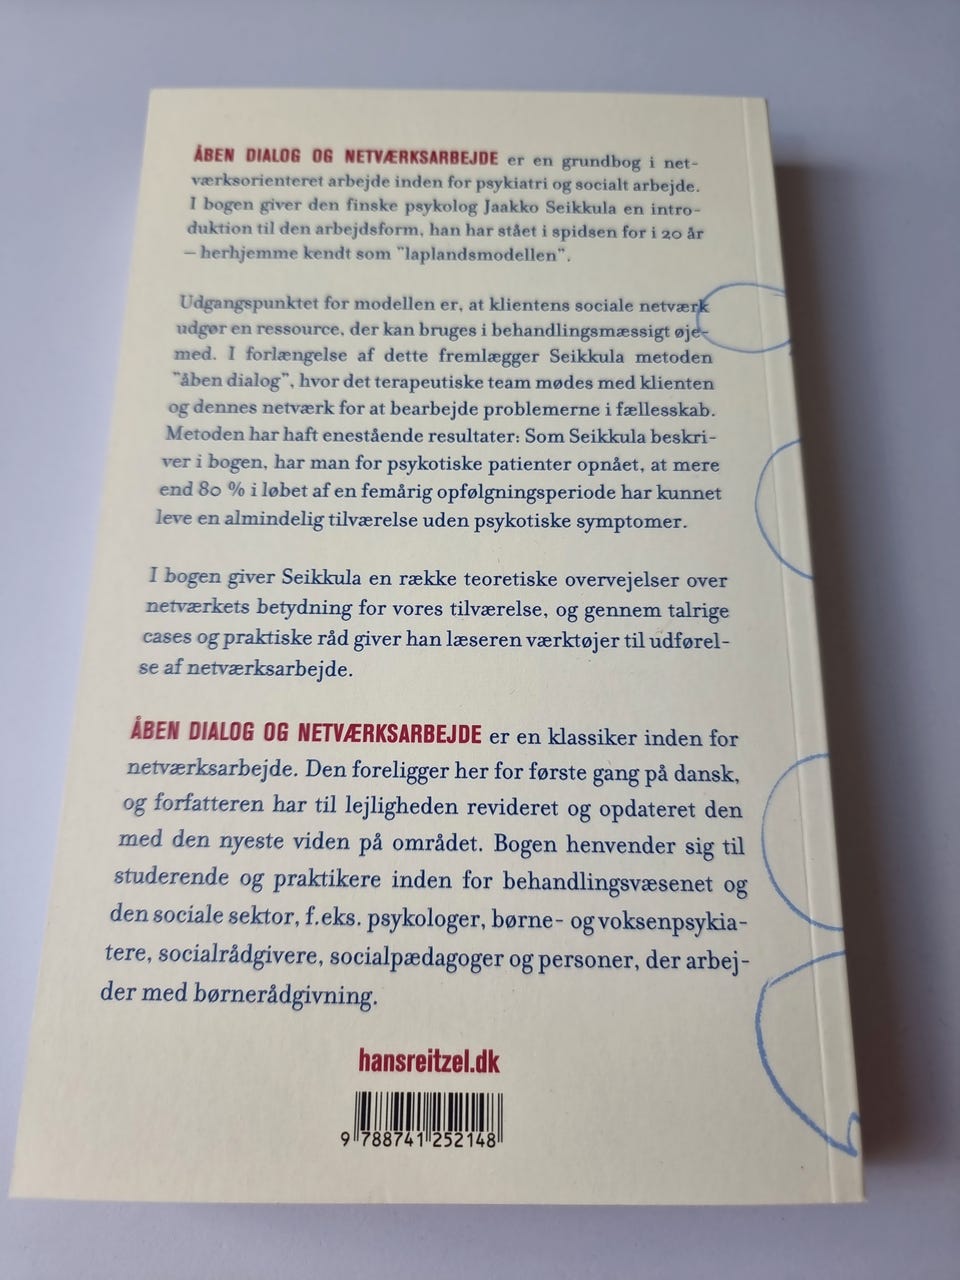 ÅBEN DIALOG OG NETVÆRKSARBEJDE er en grundbog i net-
værksorienteret arbejde inden for psykiatri og socialt arbejde.
I bogen giver den finske psykolog Jaakko Seikkula en intro-
duktion til den arbejdsform, han har stået i spidsen for i 20 år
– herhjemme kendt som "laplandsmodellen".
Udgangspunktet for modellen er, at klientens sociale netværk
udgør en ressource, der kan bruges i behandlingsmæssigt øje-
med. I forlængelse af dette fremlægger Seikkula metoden
"åben dialog", hvor det terapeutiske team mødes med klienten
og dennes netværk for at bearbejde problemerne i fællesskab.
Metoden har haft enestående resultater: Som Seikkula beskri-
ver i bogen, har man for psykotiske patienter opnået, at mere
end 80 % i løbet af en femårig opfølgningsperiode har kunnet
leve en almindelig tilværelse uden psykotiske symptomer.
I bogen giver Seikkula en række teoretiske overvejelser over
netværkets betydning for vores tilværelse, og gennem talrige
cases og praktiske råd giver han læseren værktøjer til udførel-
se af netværksarbejde.
ÅBEN DIALOG OG NETVÆRKSARBEJDE er en klassiker inden for
netværksarbejde. Den foreligger her for første gang på dansk,
og forfatteren har til lejligheden revideret og opdateret den
med den nyeste viden på området. Bogen henvender sig til
studerende og praktikere inden for behandlingsvæsenet og
den sociale sektor, f.eks. psykologer, børne- og voksenpsykia-
tere, socialrådgivere, socialpædagoger og personer, der arbej-
der med børnerådgivning.
hansreitzel.dk
9 788741 252148